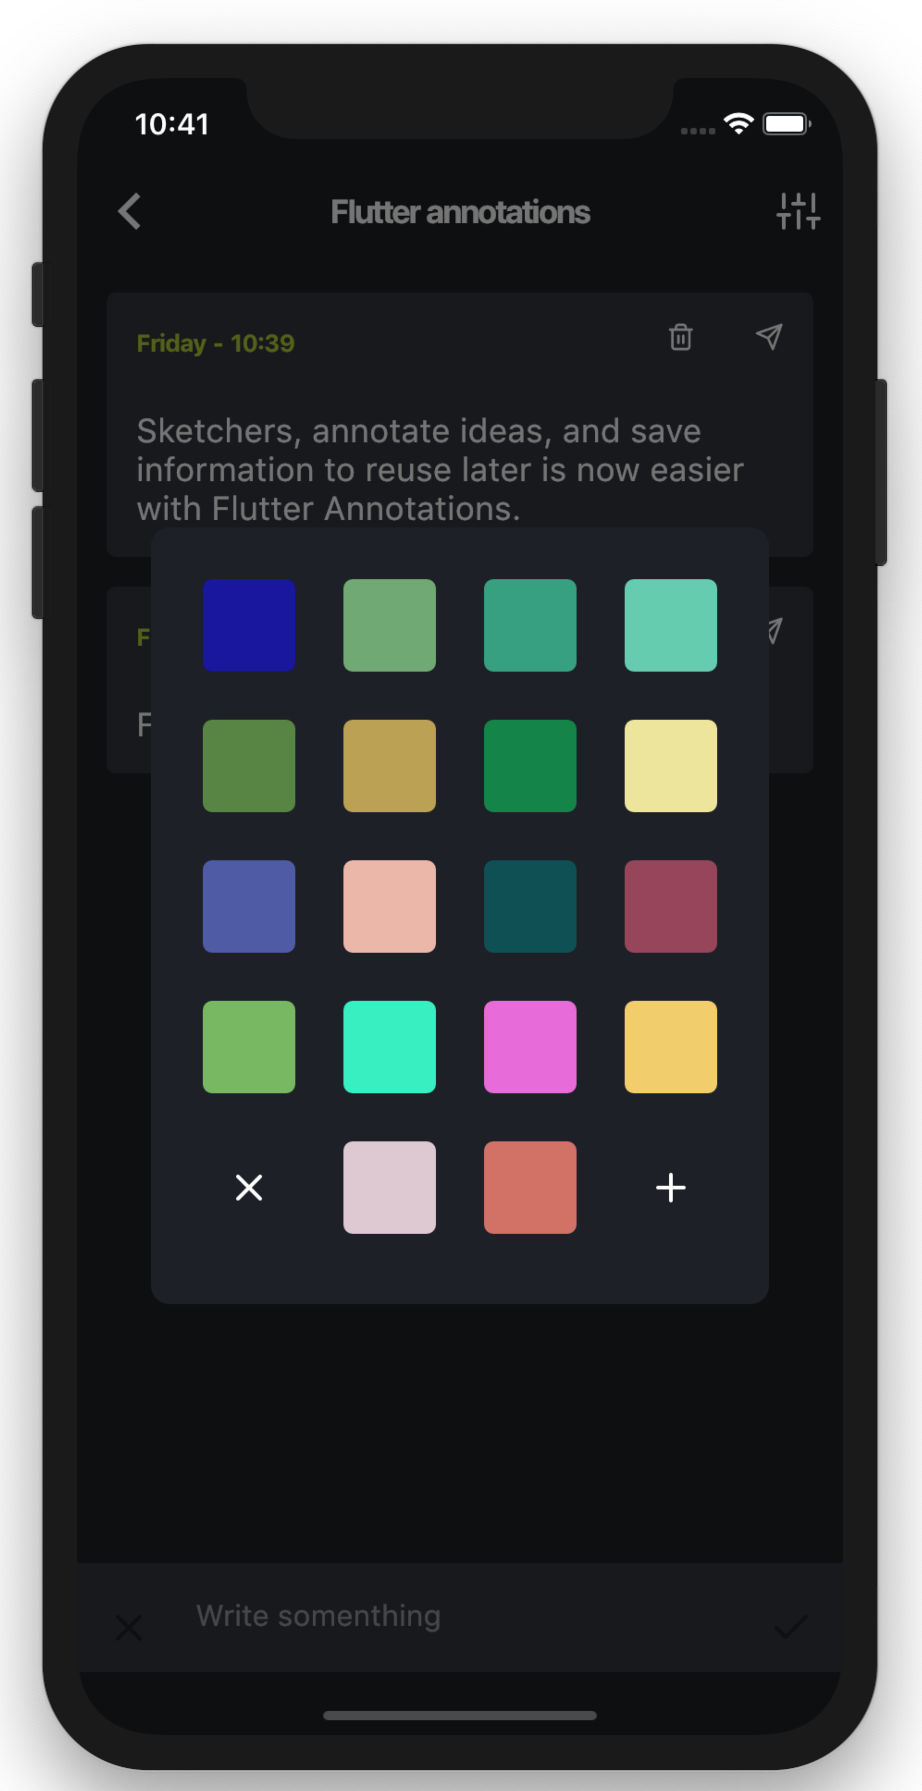 10:41
Flutter annotations
Friday - 10:39
Sketchers, annotate ideas, and save
information to reuse later is now easier
with Flutter Annotations.
F
F
Write somenthing